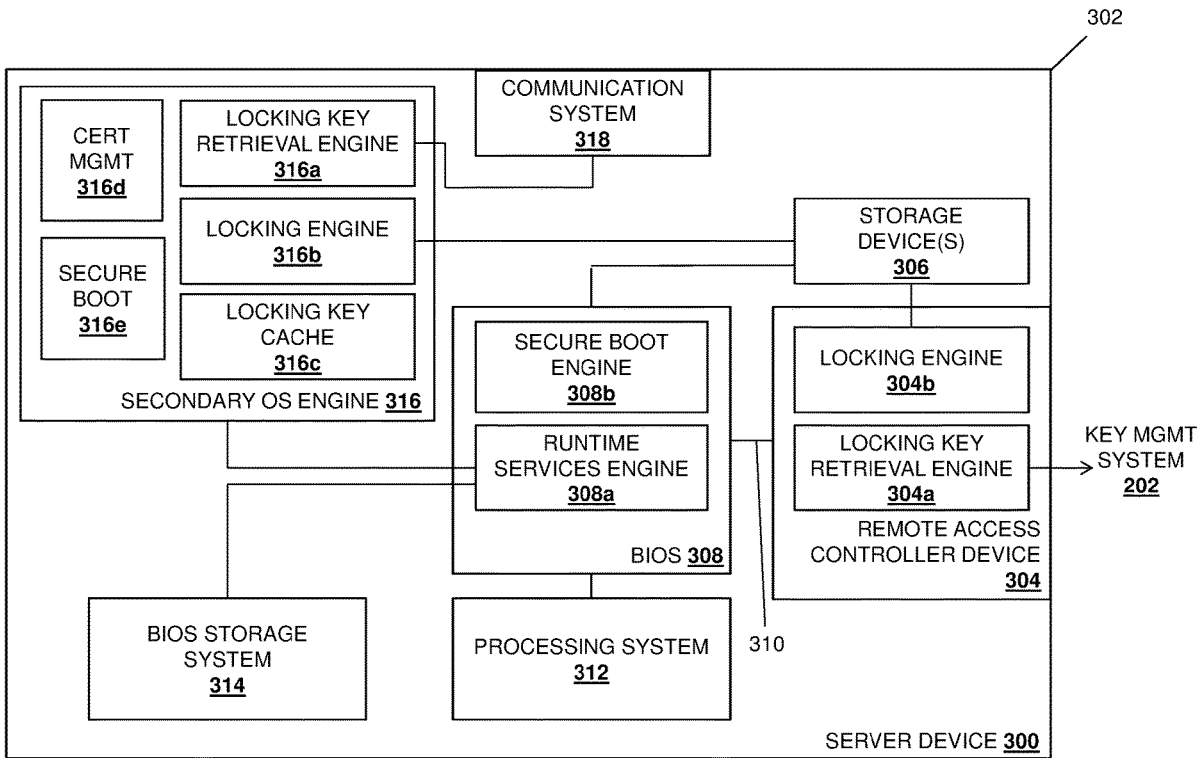 302
COMMUNICATION
SYSTEM
318
CERT
MGMT
316d
LOCKING KEY
RETRIEVAL ENGINE
316a
LOCKING ENGINE
316b
SECURE
BOOT
316e
LOCKING KEY
CACHE
316c
SECONDARY OS ENGINE 316
STORAGE
DEVICE(S)
306
SECURE BOOT
ENGINE
308b
RUNTIME
SERVICES ENGINE
308a
BIOS 308
LOCKING ENGINE
304b
LOCKING KEY
RETRIEVAL ENGINE
304a
REMOTE ACCESS
CONTROLLER DEVICE
304
KEY MGMT
SYSTEM
202
BIOS STORAGE
SYSTEM
314
PROCESSING SYSTEM
312
310
SERVER DEVICE 300